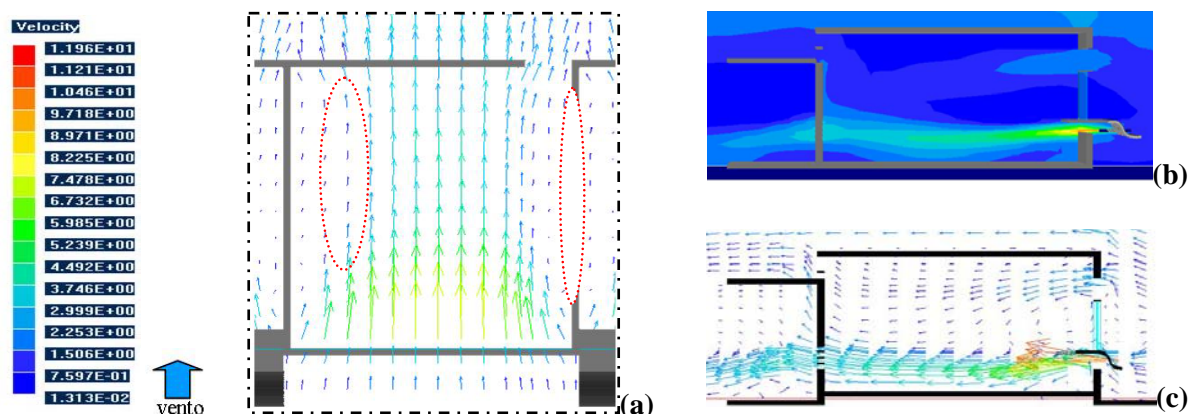 Velocity
1.196E+01
1.121E+01
1.046E+01
9.718E+00
8.971E+00
8.225E+00
7.478E+00
6.732E+00
5.985E+00
5.239E+00
4.492E+00
3.746E+00
2.999E+00
2.253E+00
1.506E+00
7.597E-01
1.313E-02
vento
(a)
(b)
(c)